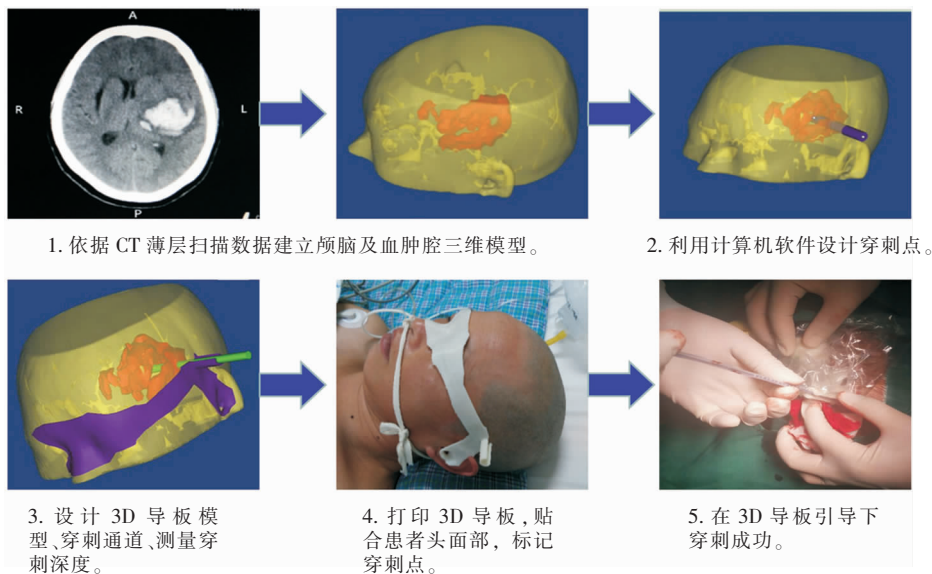 A
R
L
P
1. 依据 CT 薄层扫描数据建立颅脑及血肿腔三维模型。
2. 利用计算机软件设计穿刺点。
3. 设计 3D 导板模
型、穿刺通道、测量穿
刺深度。
4. 打印 3D 导板，贴
合患者头面部，标记
穿刺点。
5. 在 3D 导板引导下
穿刺成功。